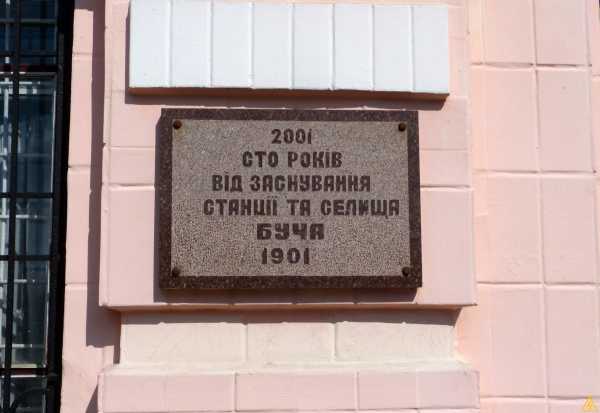 2001
СТО РОКІВ
ВІД ЗАСНУВАННЯ
СТАНЦІЇ ТА СЕЛИЩА
БУЧА
1901